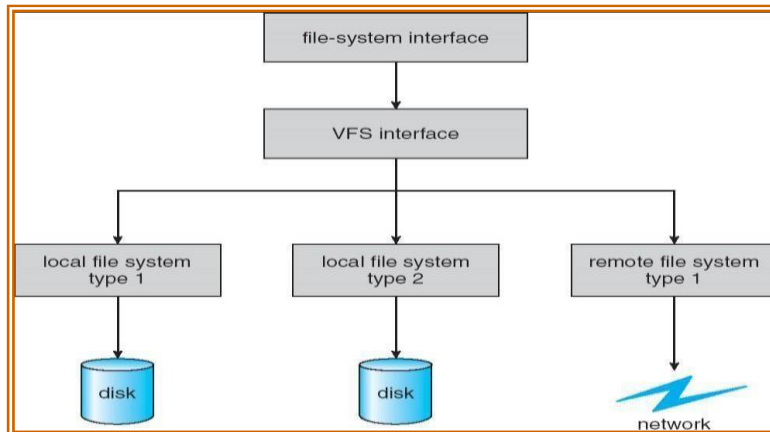 file-system interface
VFS interface
local file system
type 1
local file system
type 2
remote file system
type 1
disk
disk
network